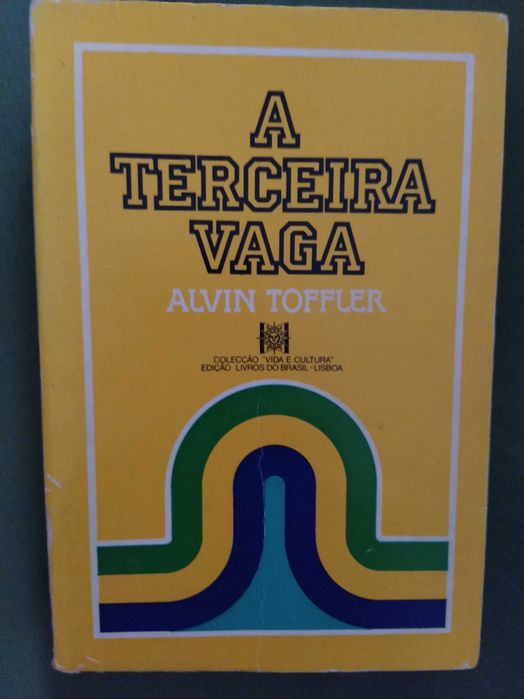 A
TERCEIRA
VAGA
ALVIN TOFFLER
COLECÇÃO "VIDA E CULTURA"
EDIÇÃO LIVROS DO BRASIL - LISBOA